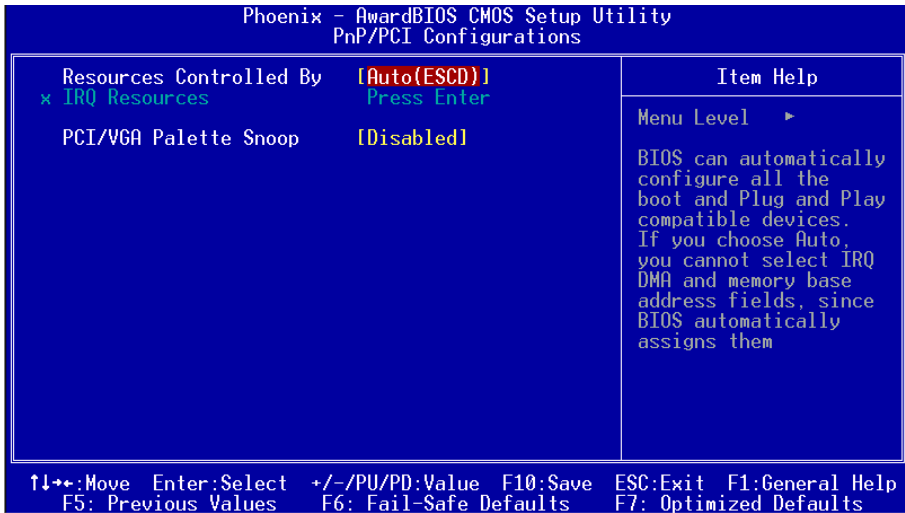 Phoenix - AwardBIOS CMOS Setup Utility
PnP/PCI Configurations
Resources Controlled By [Auto(ESCD)]
x IRQ Resources Press Enter
PCI/VGA Palette Snoop [Disabled]
Item Help
Menu Level ▸
BIOS can automatically
configure all the
boot and Plug and Play
compatible devices.
If you choose Auto,
you cannot select IRQ
DMA and memory base
address fields, since
BIOS automatically
assigns them
↑↓→←:Move Enter:Select +/-/PU/PD:Value F10:Save ESC:Exit F1:General Help
F5: Previous Values F6: Fail-Safe Defaults F7: Optimized Defaults